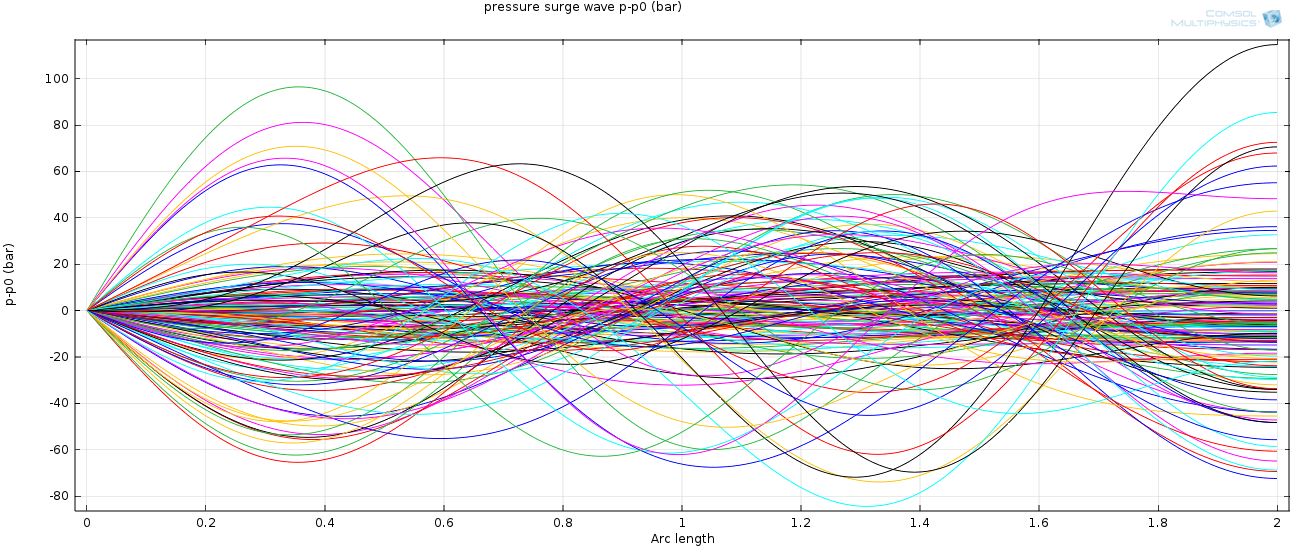 pressure surge wave p-p0 (bar)
COMSOL
MULTIPHYSICS
p-p0 (bar)
100
80
60
40
20
0
-20
-40
-60
-80
0 0.2 0.4 0.6 0.8 1 1.2 1.4 1.6 1.8 2
Arc length